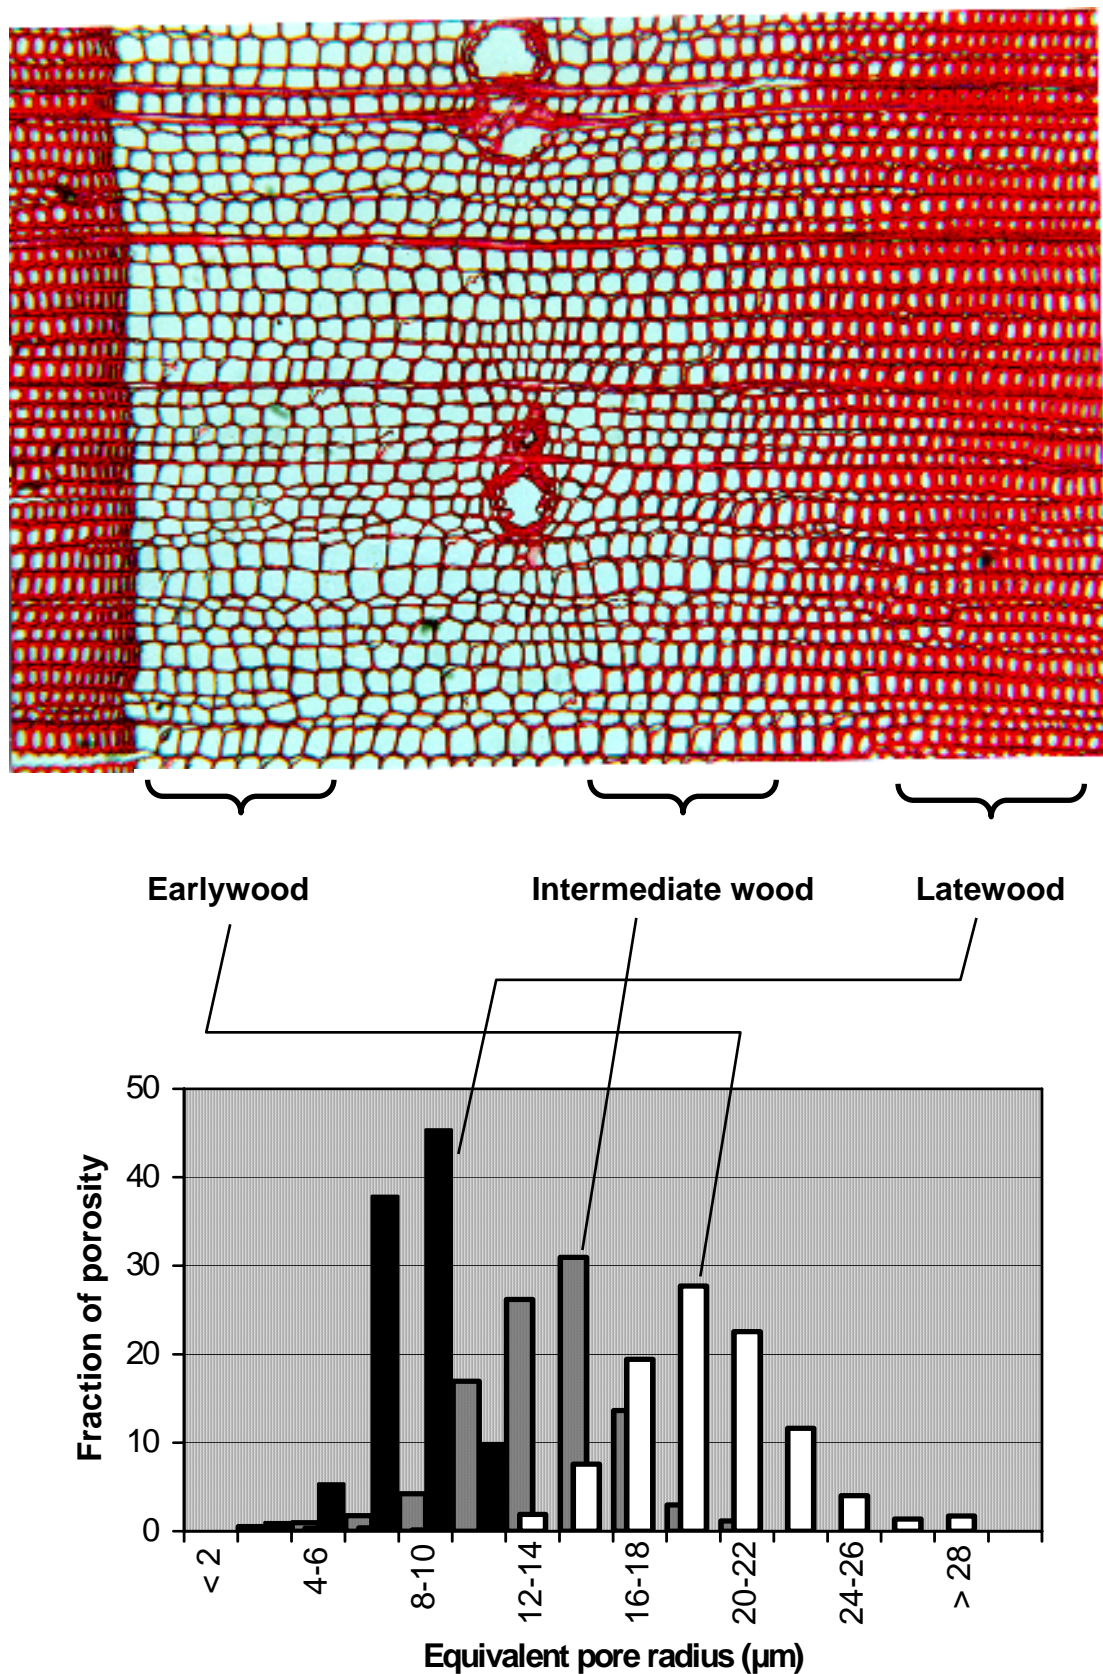 Earlywood Intermediate wood Latewood
50
40
30
20
10
0
Fraction of porosity
< 2 4-6 8-10 12-14 16-18 20-22 24-26 > 28
Equivalent pore radius (µm)